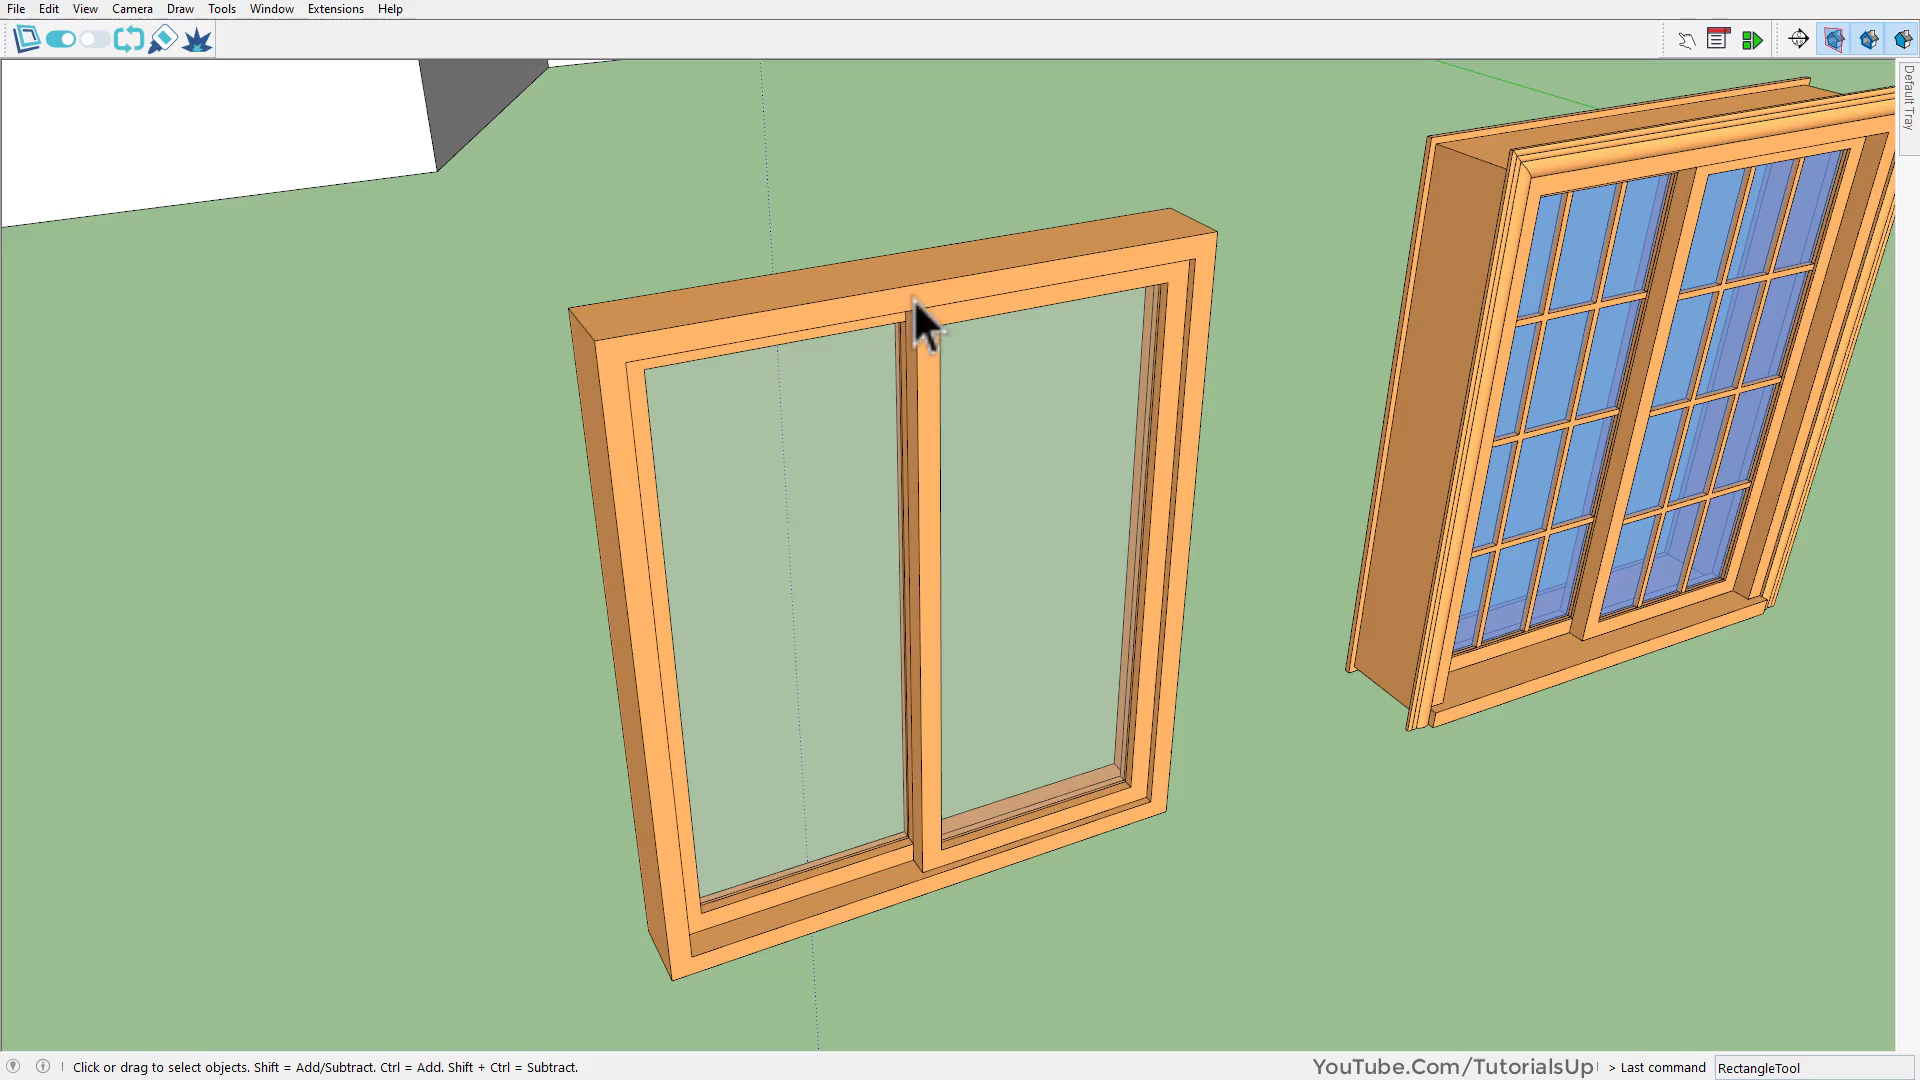 File Edit View Camera Draw Tools Window Extensions Help
Default Tray
Click or drag to select objects. Shift = Add/Subtract. Ctrl = Add. Shift + Ctrl = Subtract.
YouTube.Com/TutorialsUp
> Last command RectangleTool